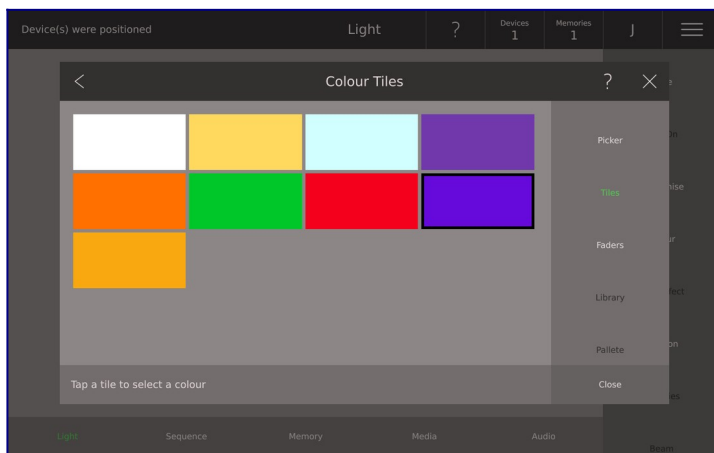 Device(s) were positioned
Light
?
Devices
1
Memories
1
J
Colour Tiles
?
Picker
Tiles
Faders
Library
Pallete
Tap a tile to select a colour
Close
Light
Sequence
Memory
Media
Audio
Beam